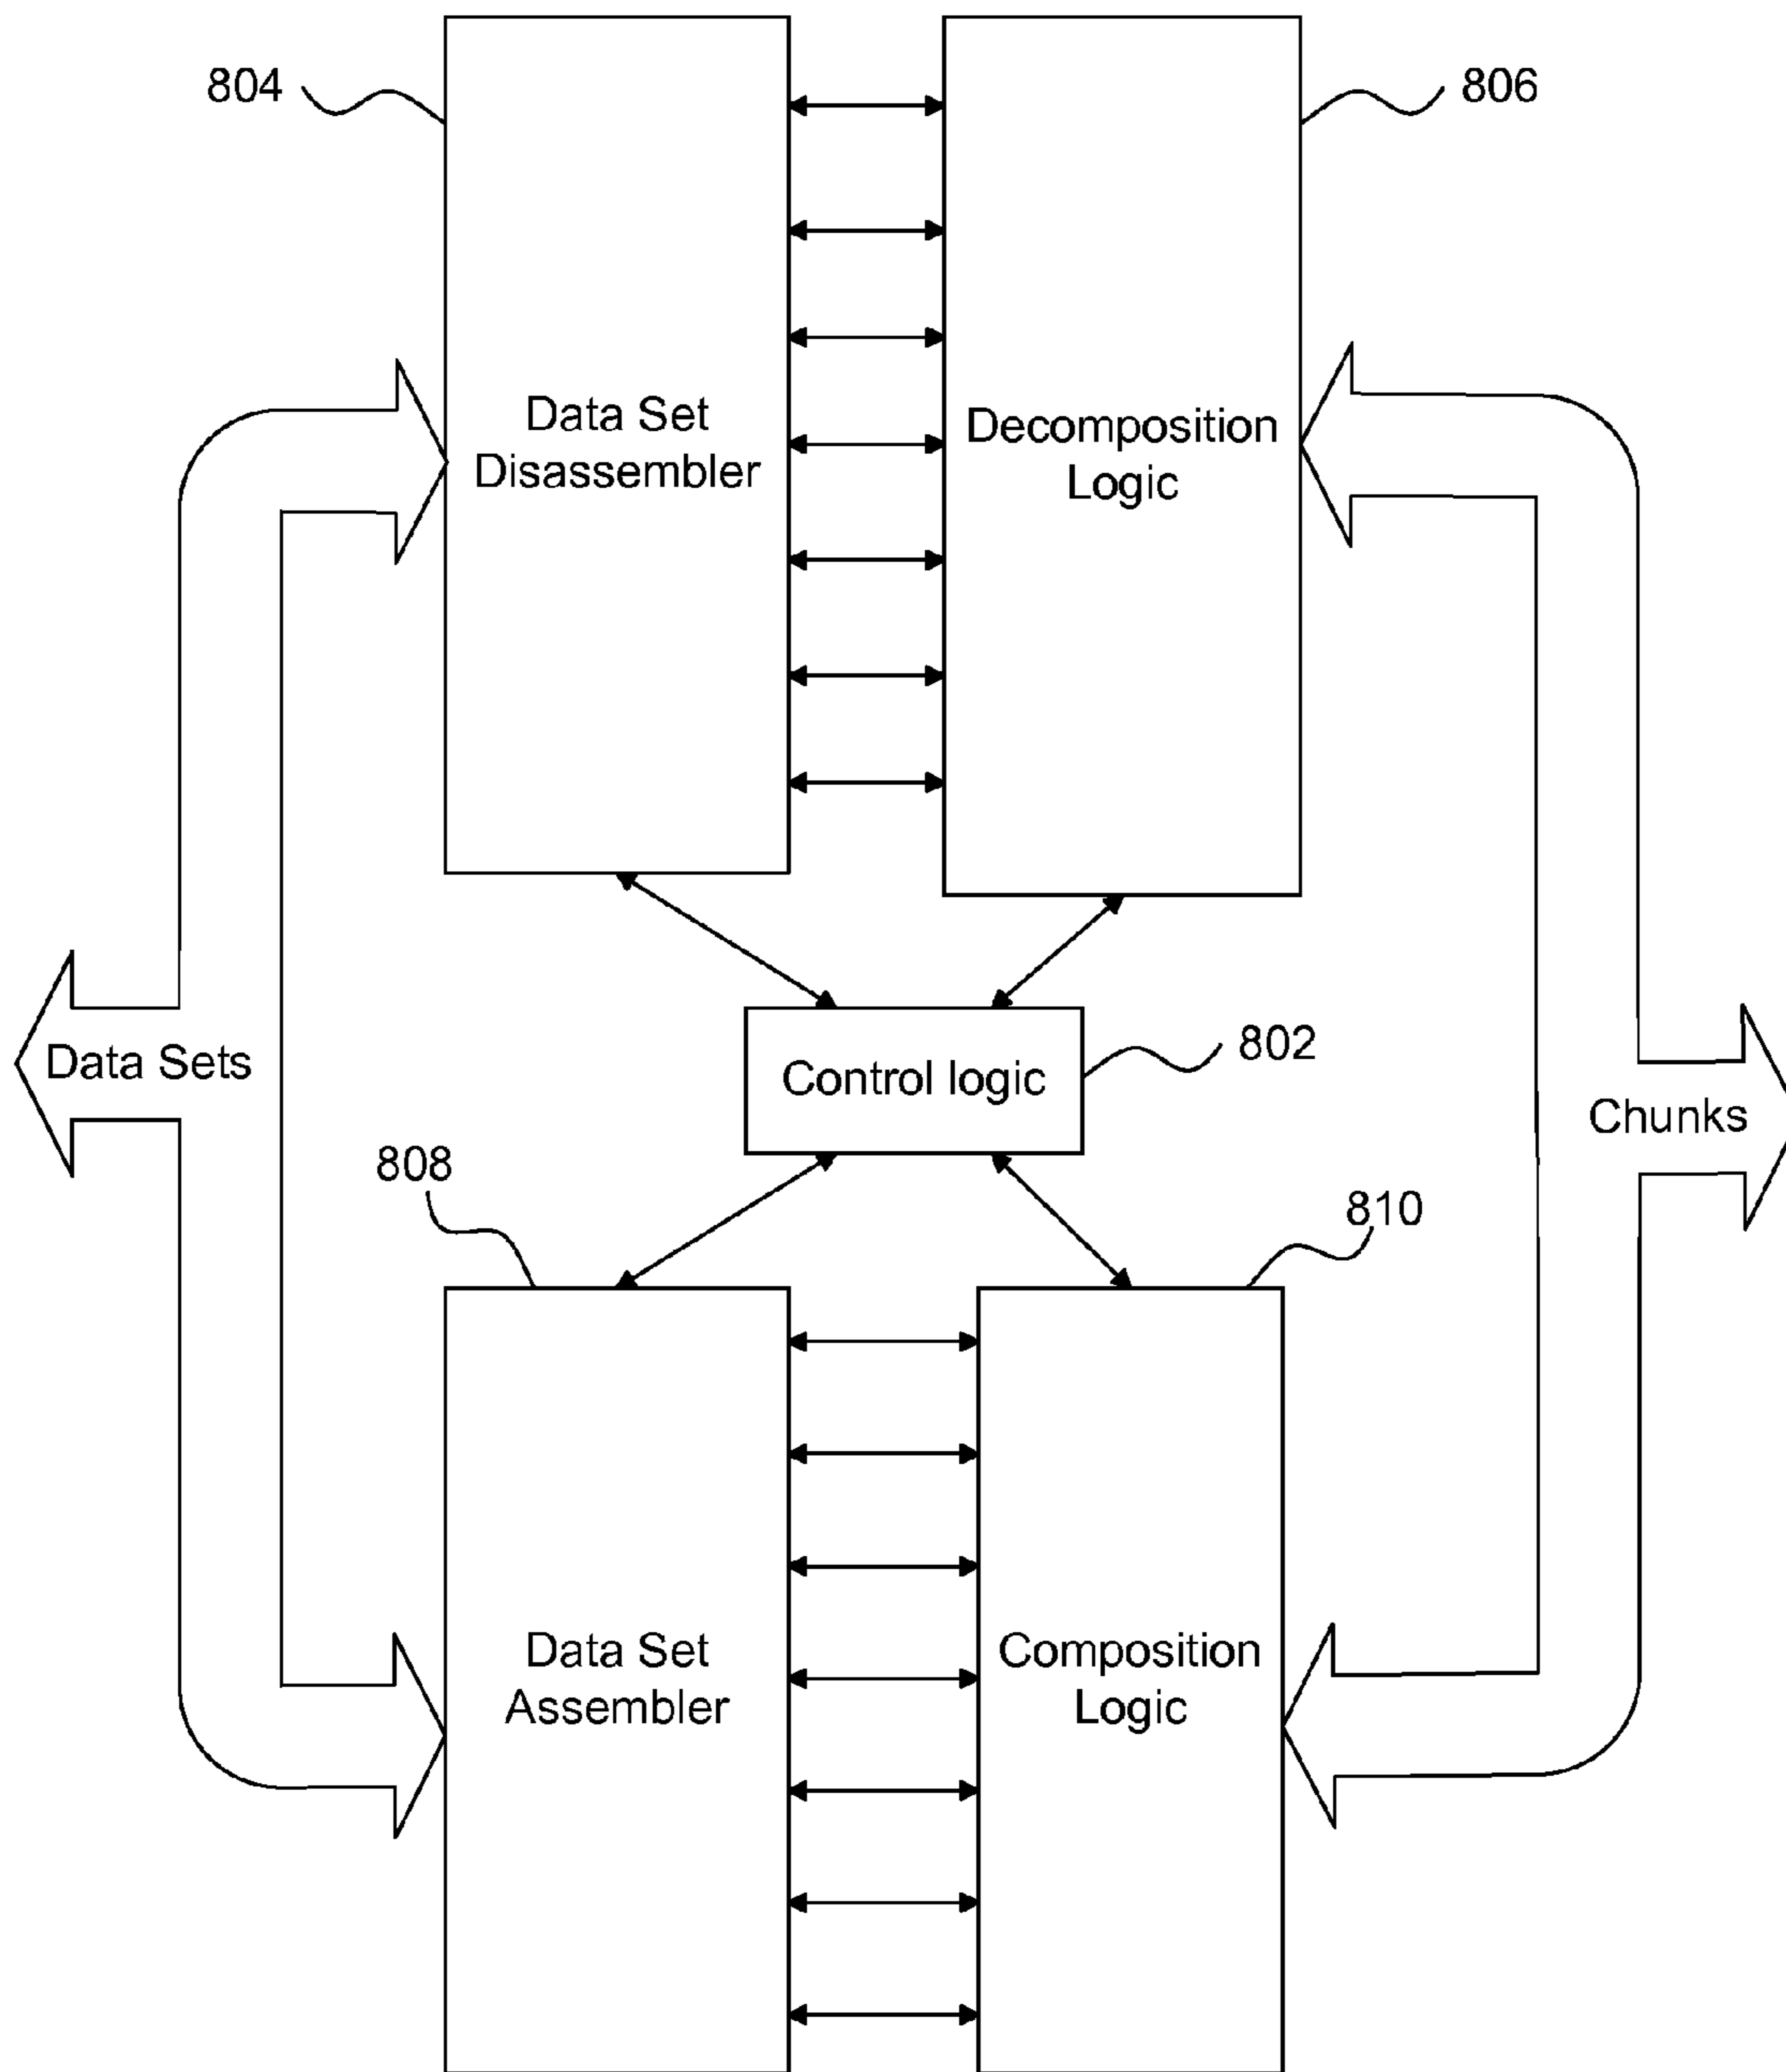 804
806
Data Set
Disassembler
Decomposition
Logic
Data Sets
Control logic
802
Chunks
808
810
Data Set
Assembler
Composition
Logic